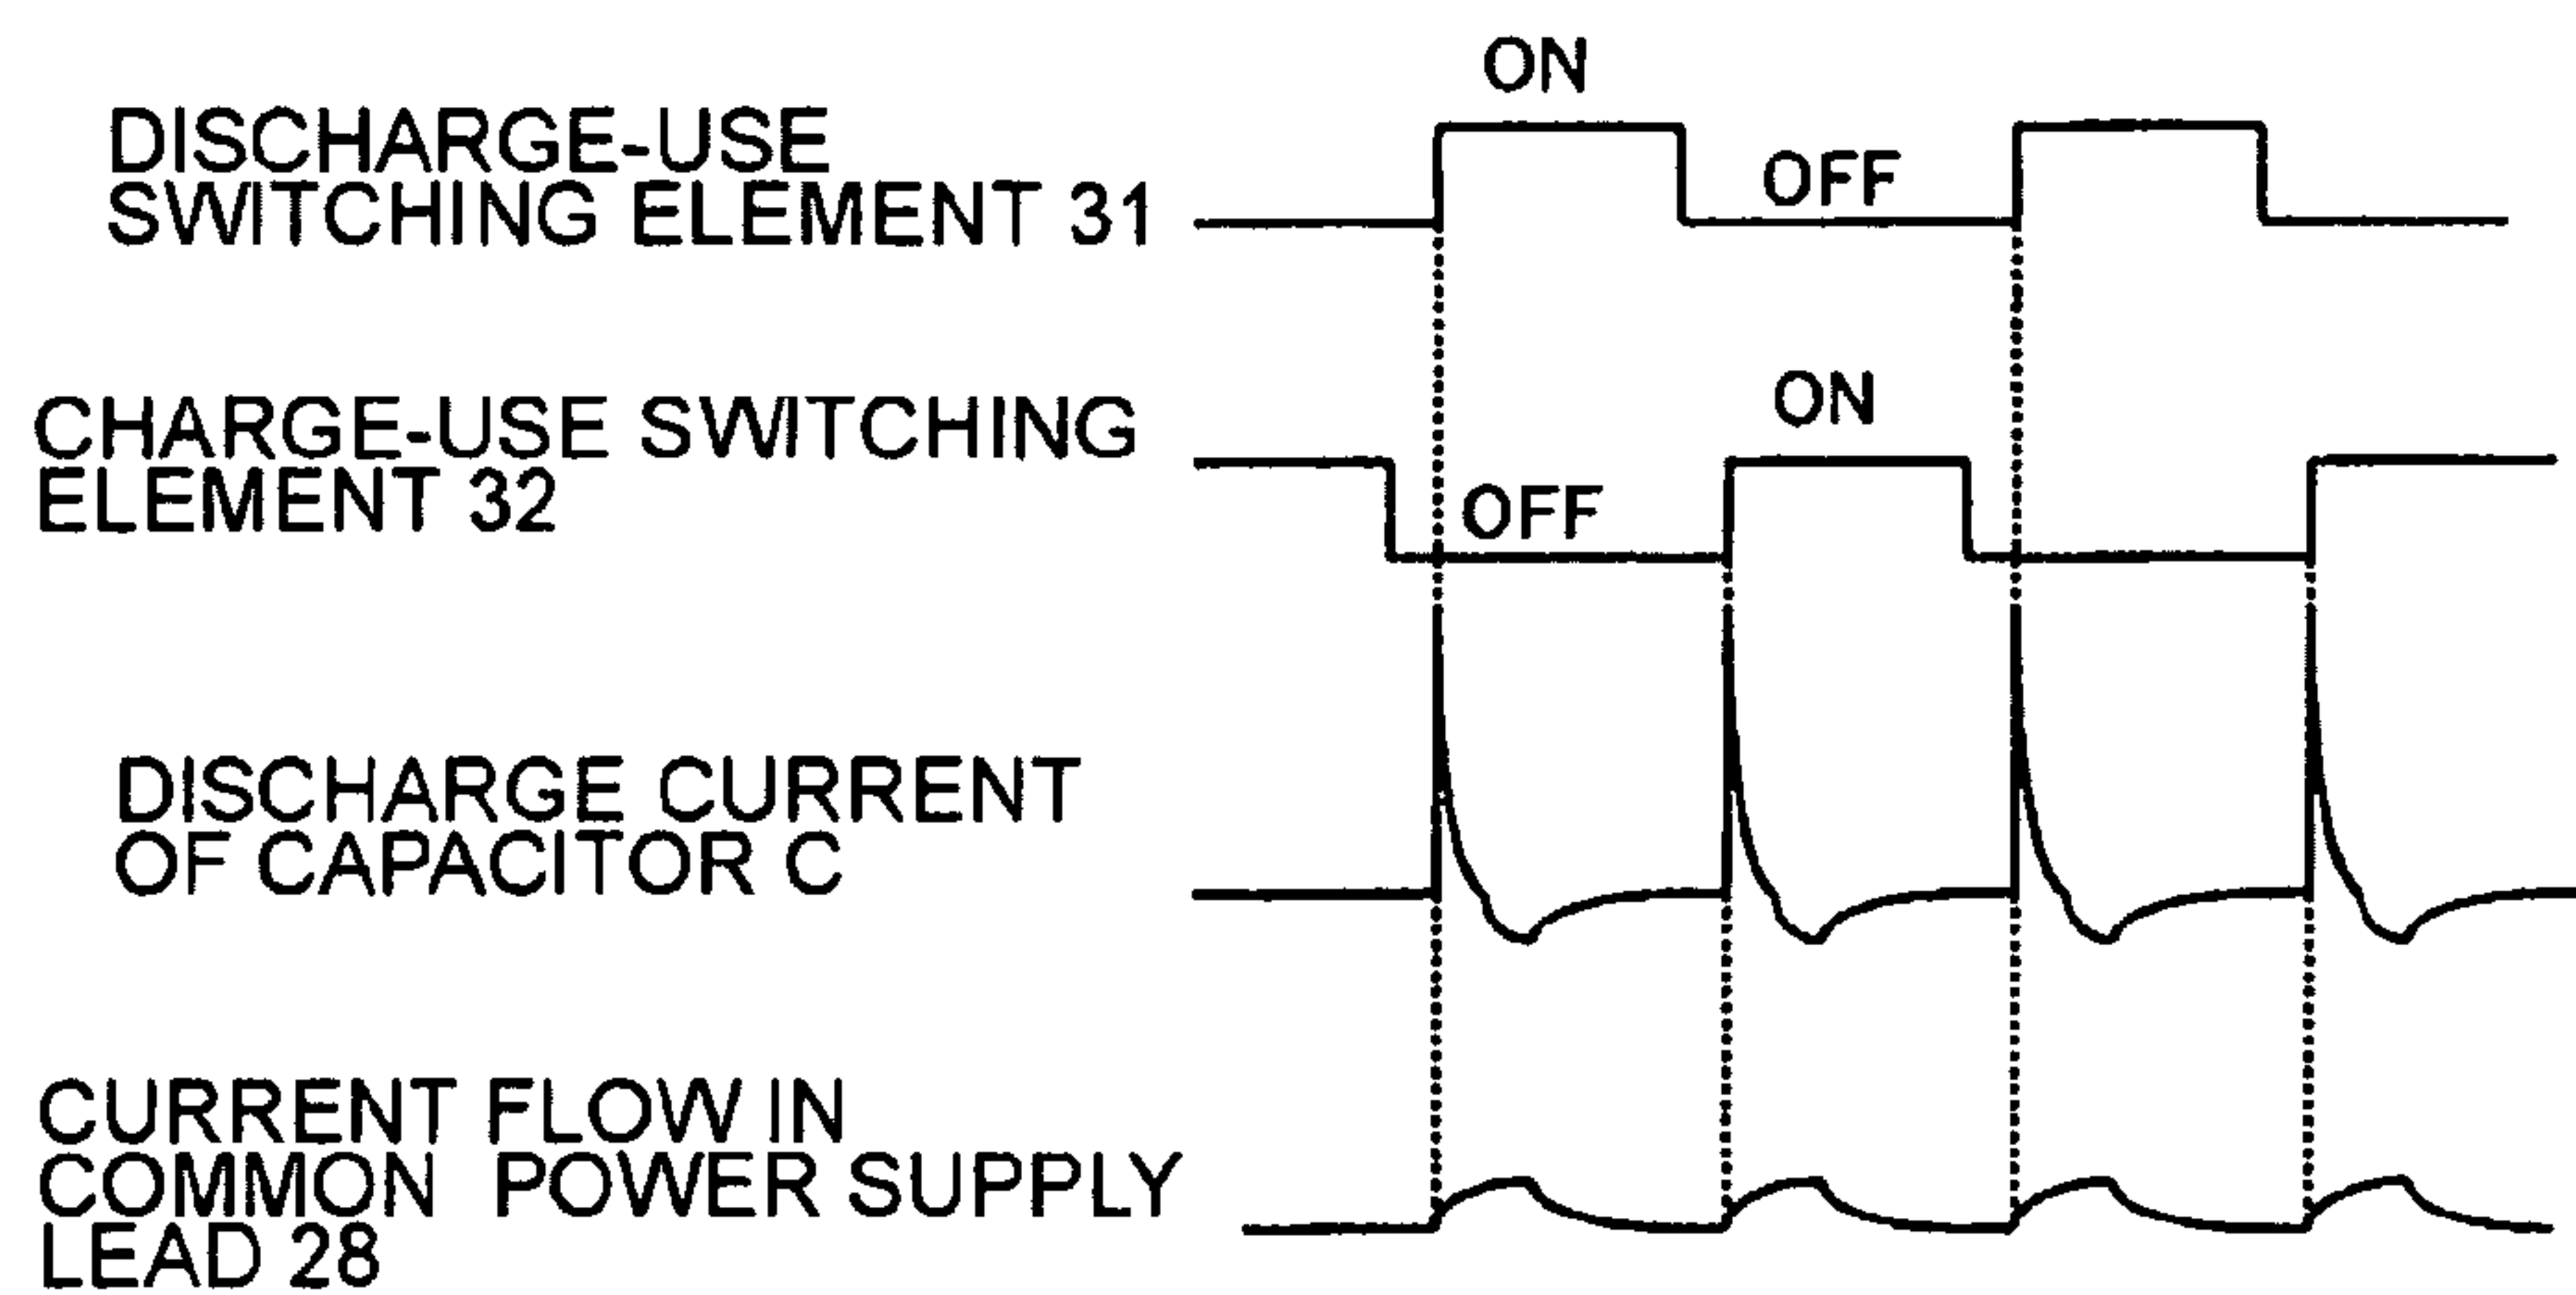 ON
DISCHARGE-USE
SWITCHING ELEMENT 31
OFF
ON
CHARGE-USE SWITCHING
ELEMENT 32
OFF
DISCHARGE CURRENT
OF CAPACITOR C
CURRENT FLOW IN
COMMON POWER SUPPLY
LEAD 28